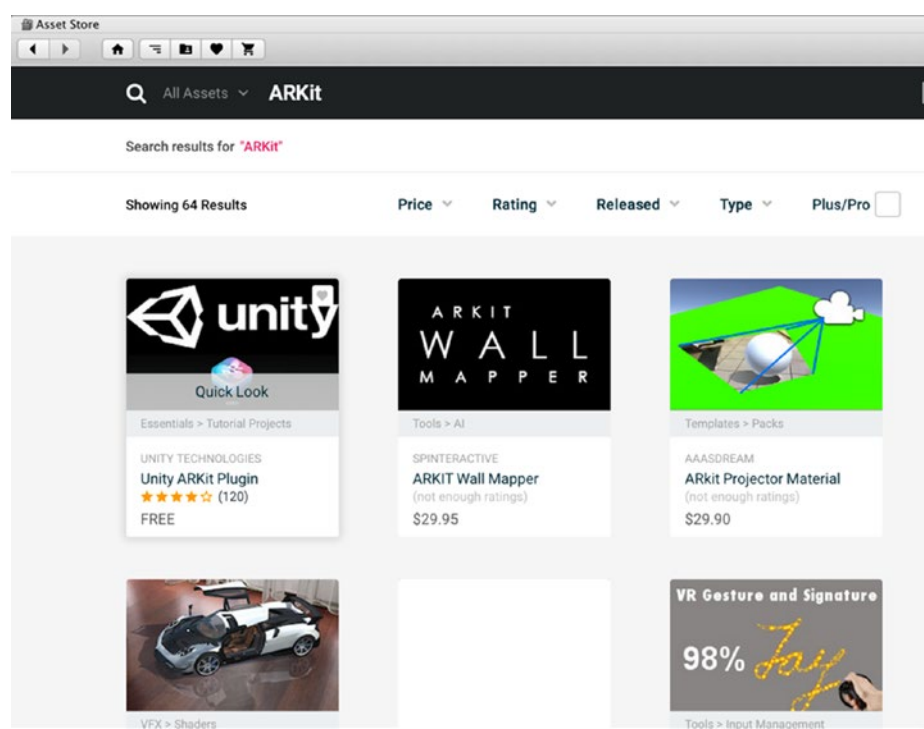 Asset Store
All Assets
ARKit
Search results for "ARKit"
Showing 64 Results
Price
Rating
Released
Type
Plus/Pro
unity
Quick Look
Essentials > Tutorial Projects
UNITY TECHNOLOGIES
Unity ARKit Plugin
(120)
FREE
ARKIT
WALL
MAPPER
Tools > AI
SPINTERACTIVE
ARKIT Wall Mapper
(not enough ratings)
$29.95
Templates > Packs
AAASDREAM
ARkit Projector Material
(not enough ratings)
$29.90
VFX > Shaders
VR Gesture and Signature
98%
Jay
Tools > Input Management